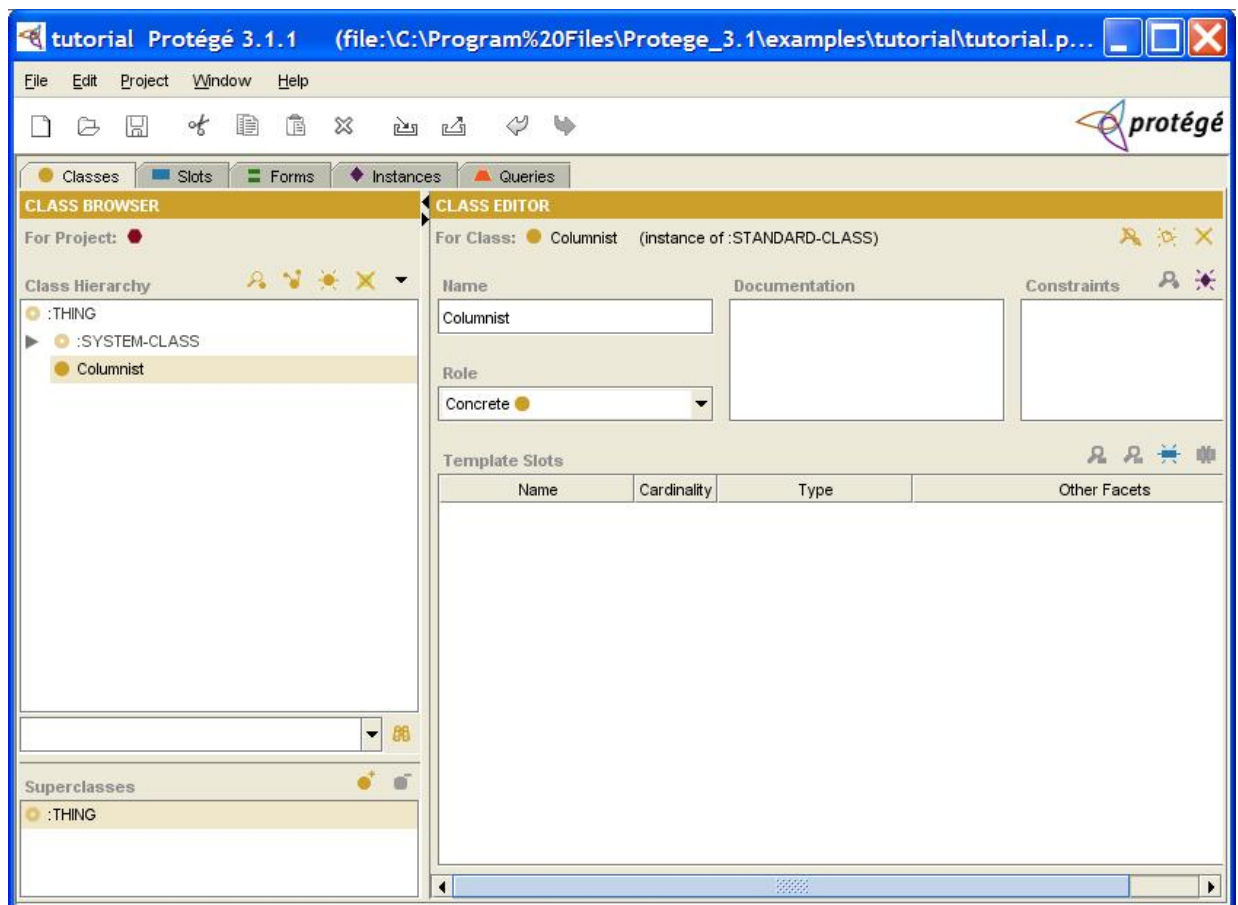 tutorial Protégé 3.1.1 (file:\C:\Program%20Files\Protege_3.1\examples\tutorial\tutorial.p...
File Edit Project Window Help
protégé
Classes Slots Forms Instances Queries
CLASS BROWSER
For Project:
Class Hierarchy
:THING
:SYSTEM-CLASS
Columnist
Superclasses
:THING
CLASS EDITOR
For Class: Columnist (instance of :STANDARD-CLASS)
Name
Columnist
Documentation
Constraints
Role
Concrete
Template Slots
Name Cardinality Type Other Facets